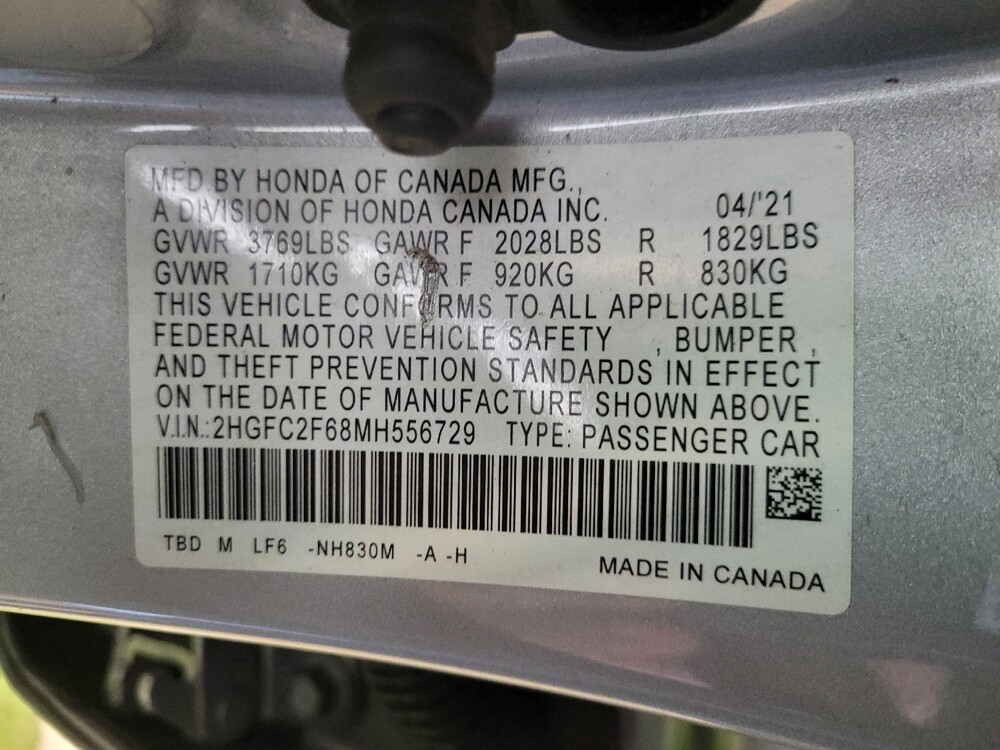 MFD.BY HONDA OF CANADA MFG.,
A DIVISION OF HONDA CANADA INC. 04/'21
GVWR 3769LBS GAWR F 2028LBS R 1829LBS
GVWR 1710KG GAWR F 920KG R 830KG
THIS VEHICLE CONFORMS TO ALL APPLICABLE
FEDERAL MOTOR VEHICLE SAFETY , BUMPER ,
AND THEFT PREVENTION STANDARDS IN EFFECT
ON THE DATE OF MANUFACTURE SHOWN ABOVE.
V.I.N.:2HGFC2F68MH556729 TYPE: PASSENGER CAR
TBD M LF6 -NH830M -A -H
MADE IN CANADA